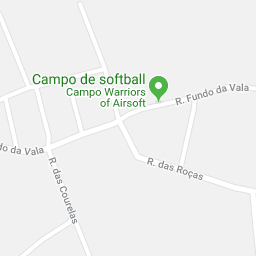 Campo de softball
Campo Warriors
of Airsoft
R. Fundo da Vala
do da Vala
R. das Courelas
R. das Roças